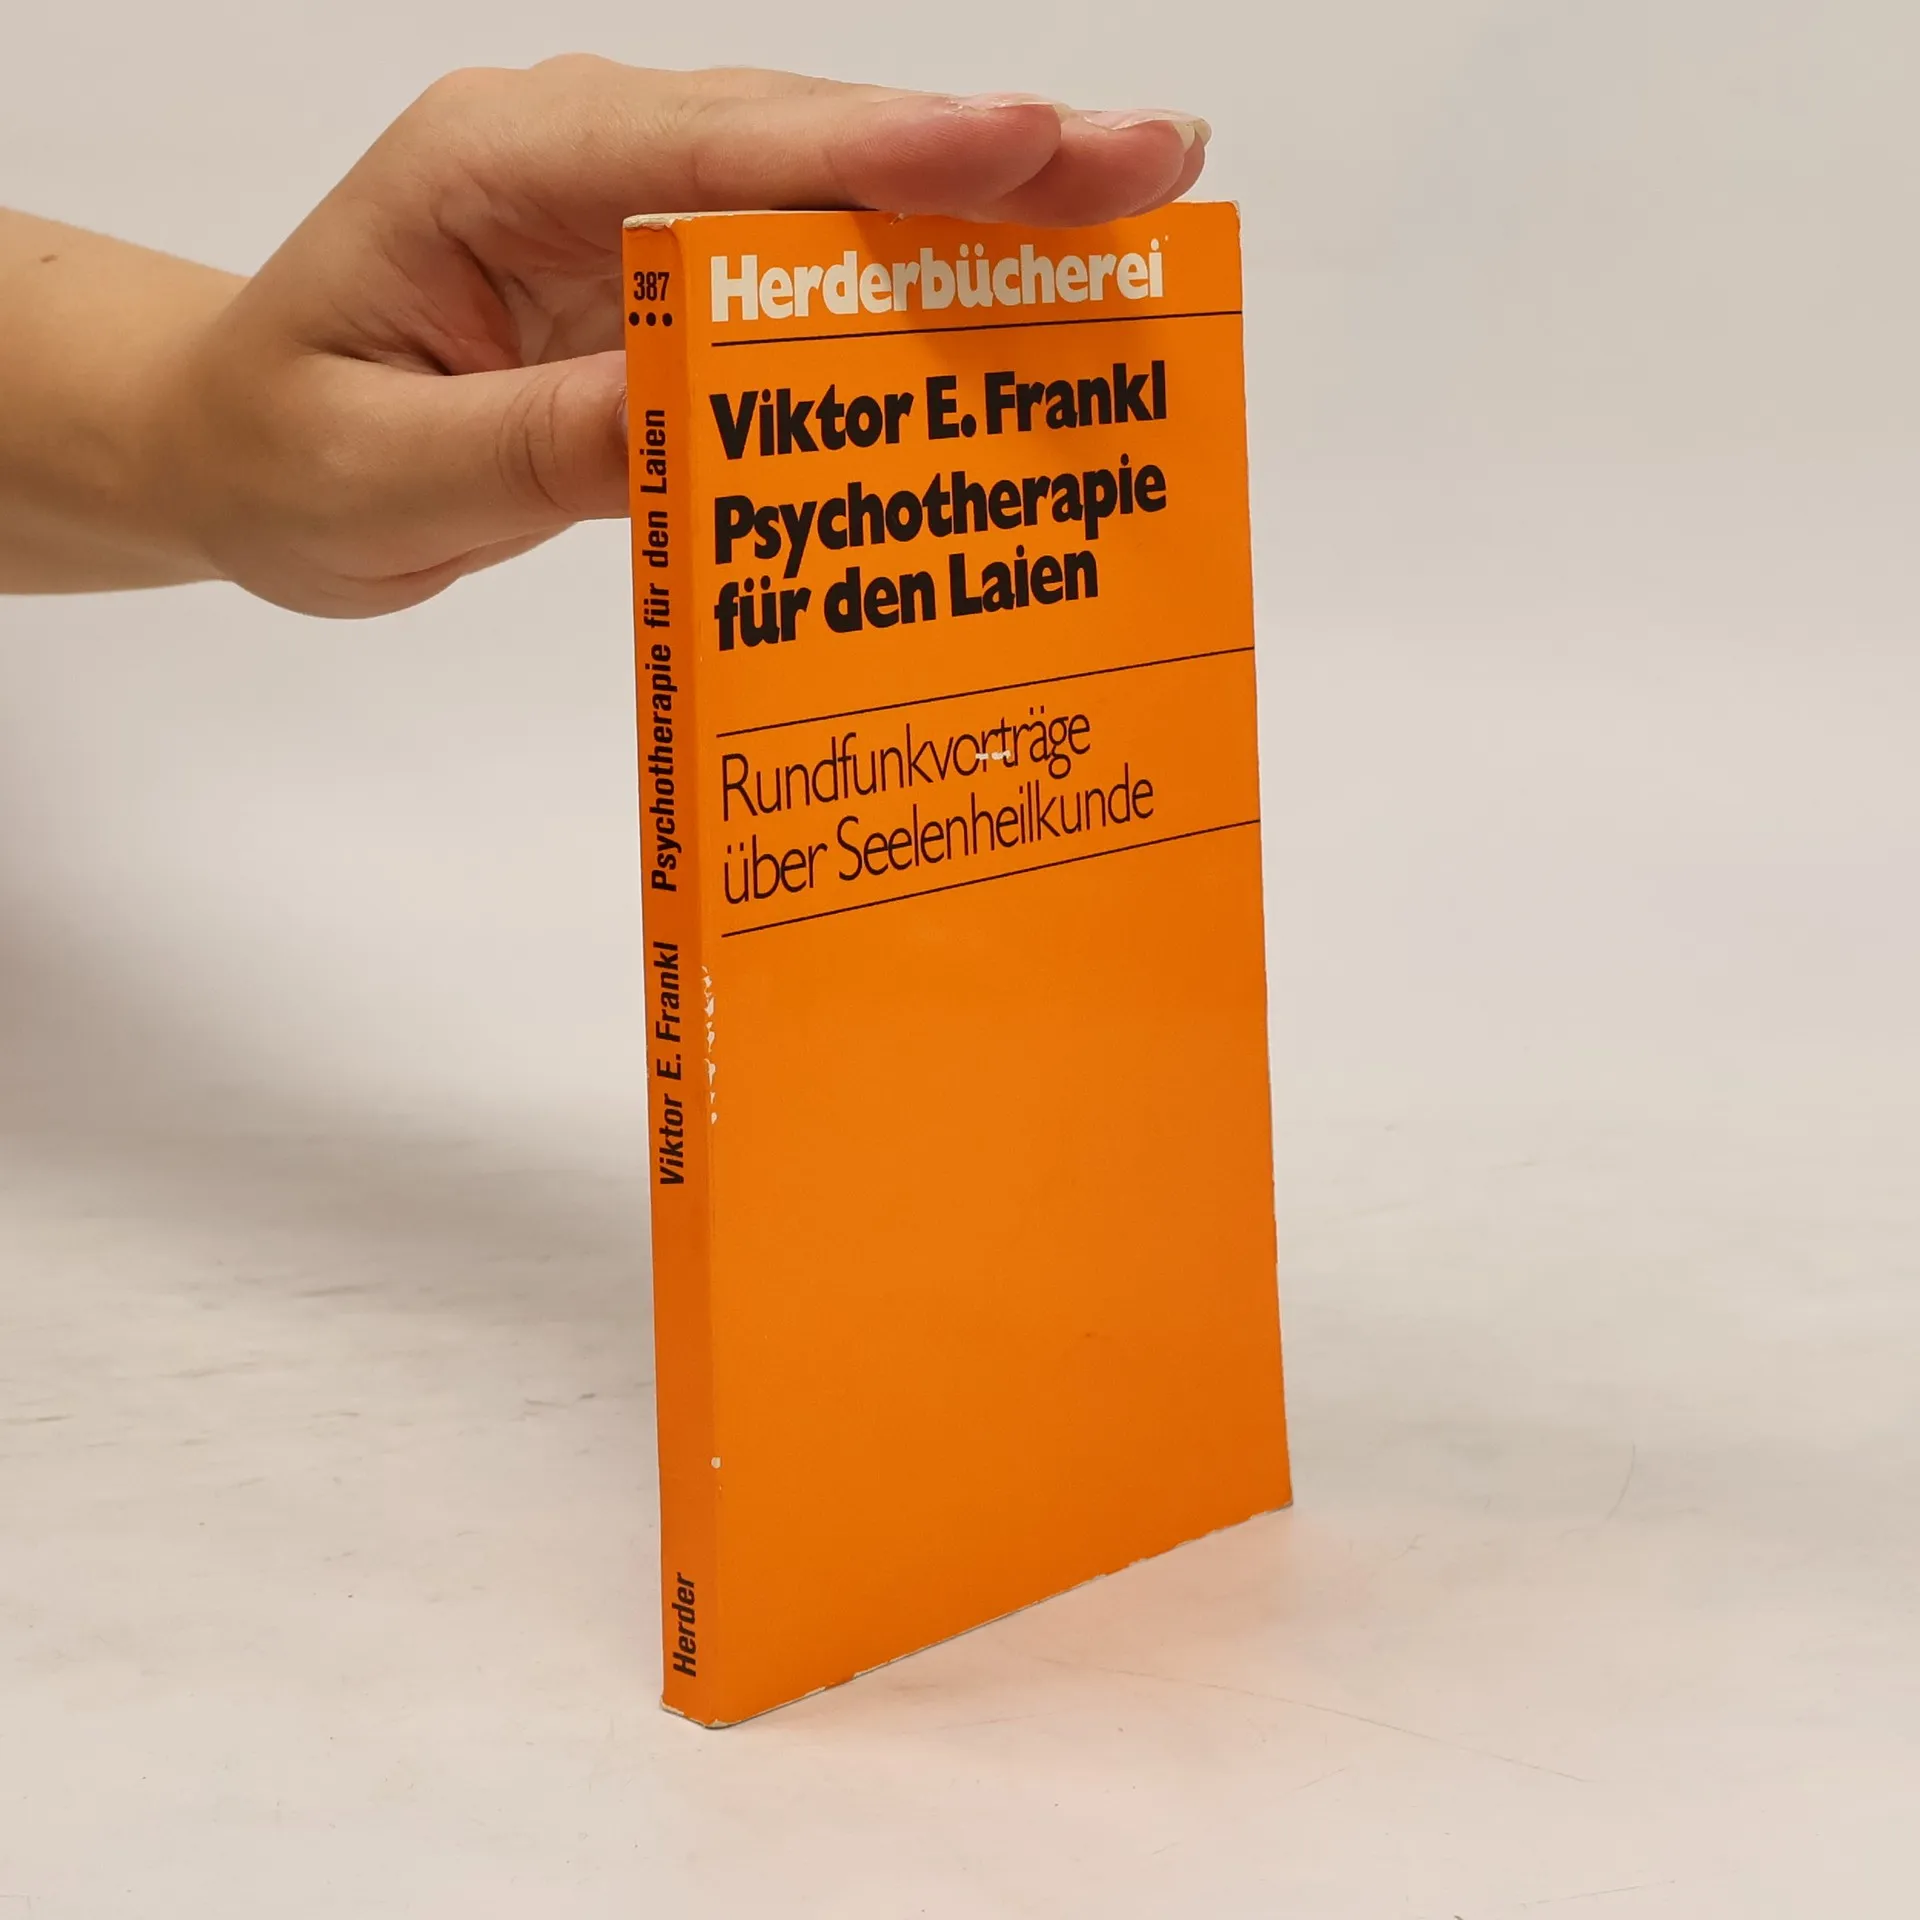 Herderbücherei
Viktor E. Frankl
Psychotherapie
für den Laien
Rundfunkvorträge
über Seelenheilkunde
387
Viktor E. Frankl Psychotherapie für den Laien
Herder